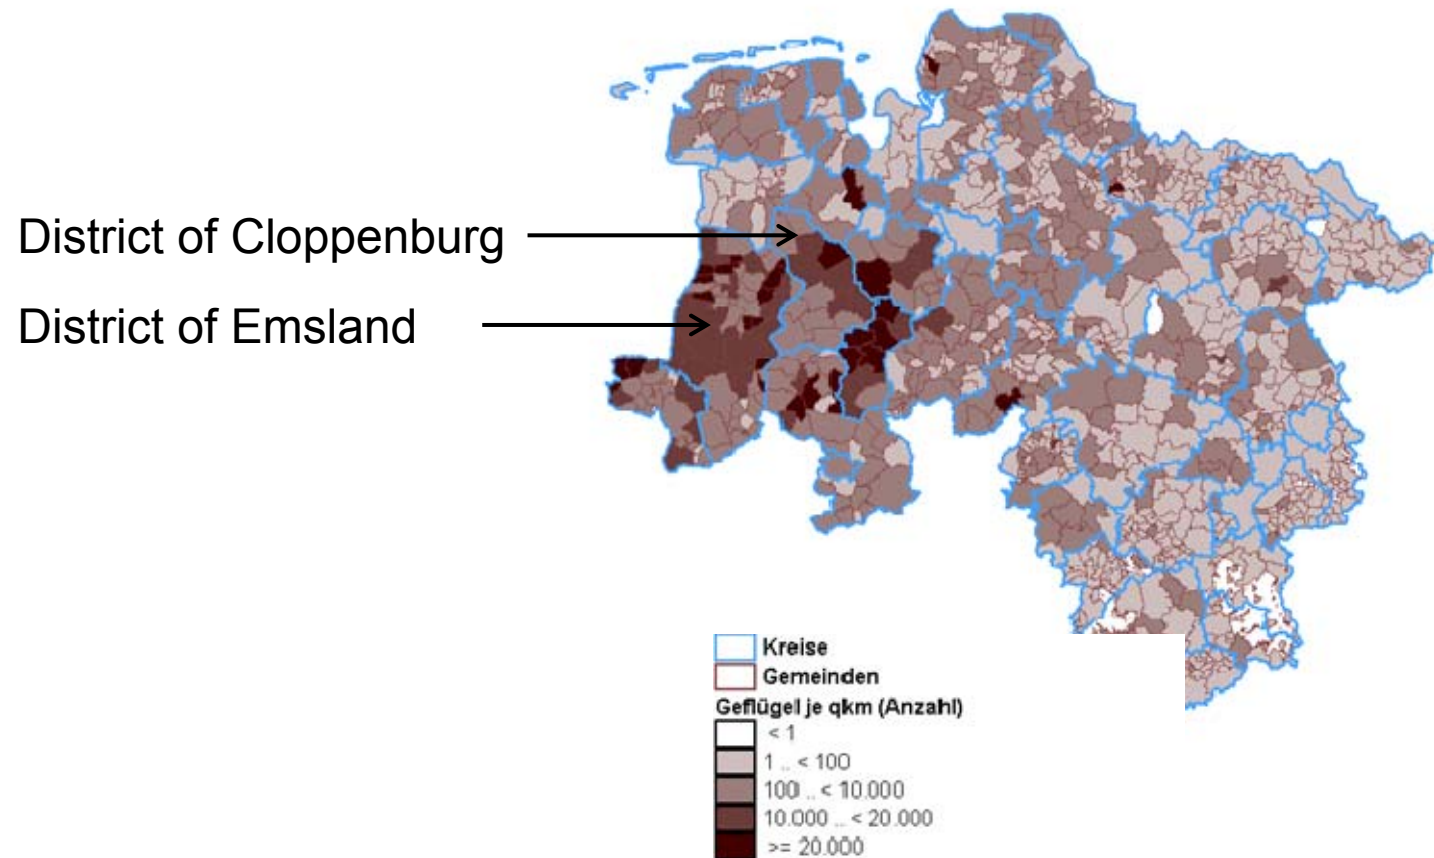 District of Cloppenburg
District of Emsland
Kreise
Gemeinden
Geflügel je qkm (Anzahl)
< 1
1 .. < 100
100 .. < 10.000
10.000 .. < 20.000
>= 20.000